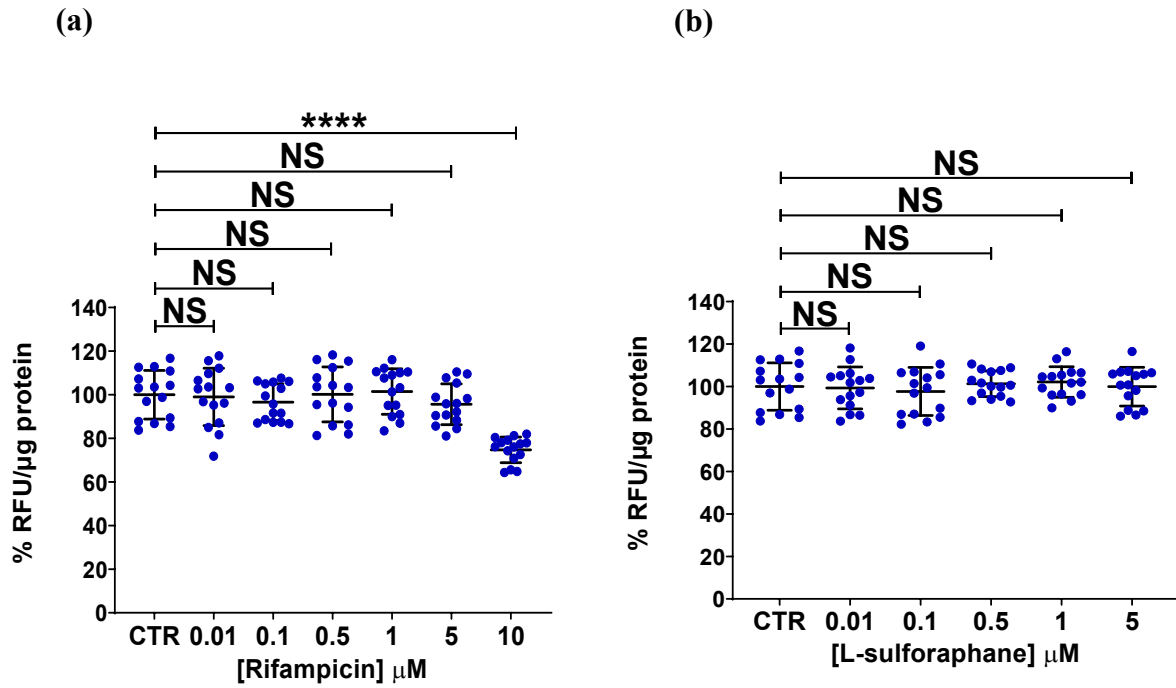 (a)
****
NS
NS
NS
NS
NS
% RFU/µg protein
140
120
100
80
60
40
20
0
CTR 0.01 0.1 0.5 1 5 10
[Rifampicin] µM
(b)
NS
NS
NS
NS
NS
% RFU/µg protein
140
120
100
80
60
40
20
0
CTR 0.01 0.1 0.5 1 5
[L-sulforaphane] µM